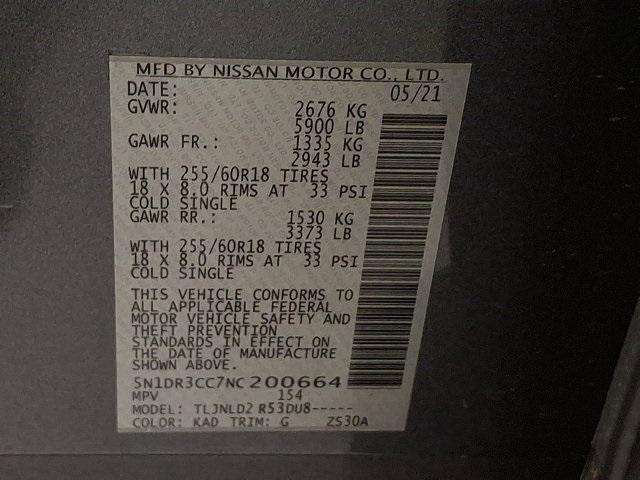 MFD BY NISSAN MOTOR CO., LTD.
DATE: 05/21
GVWR: 2676 KG
5900 LB
GAWR FR.: 1335 KG
2943 LB
WITH 255/60R18 TIRES
18 X 8.0 RIMS AT 33 PSI
COLD SINGLE
GAWR RR.: 1530 KG
3373 LB
WITH 255/60R18 TIRES
18 X 8.0 RIMS AT 33 PSI
COLD SINGLE
THIS VEHICLE CONFORMS TO
ALL APPLICABLE FEDERAL
MOTOR VEHICLE SAFETY AND
THEFT PREVENTION
STANDARDS IN EFFECT ON
THE DATE OF MANUFACTURE
SHOWN ABOVE.
5N1DR3CC7NC200664
MPV 154
MODEL: TLJNLD2 R53DU8-----
COLOR: KAD TRIM: G ZS30A